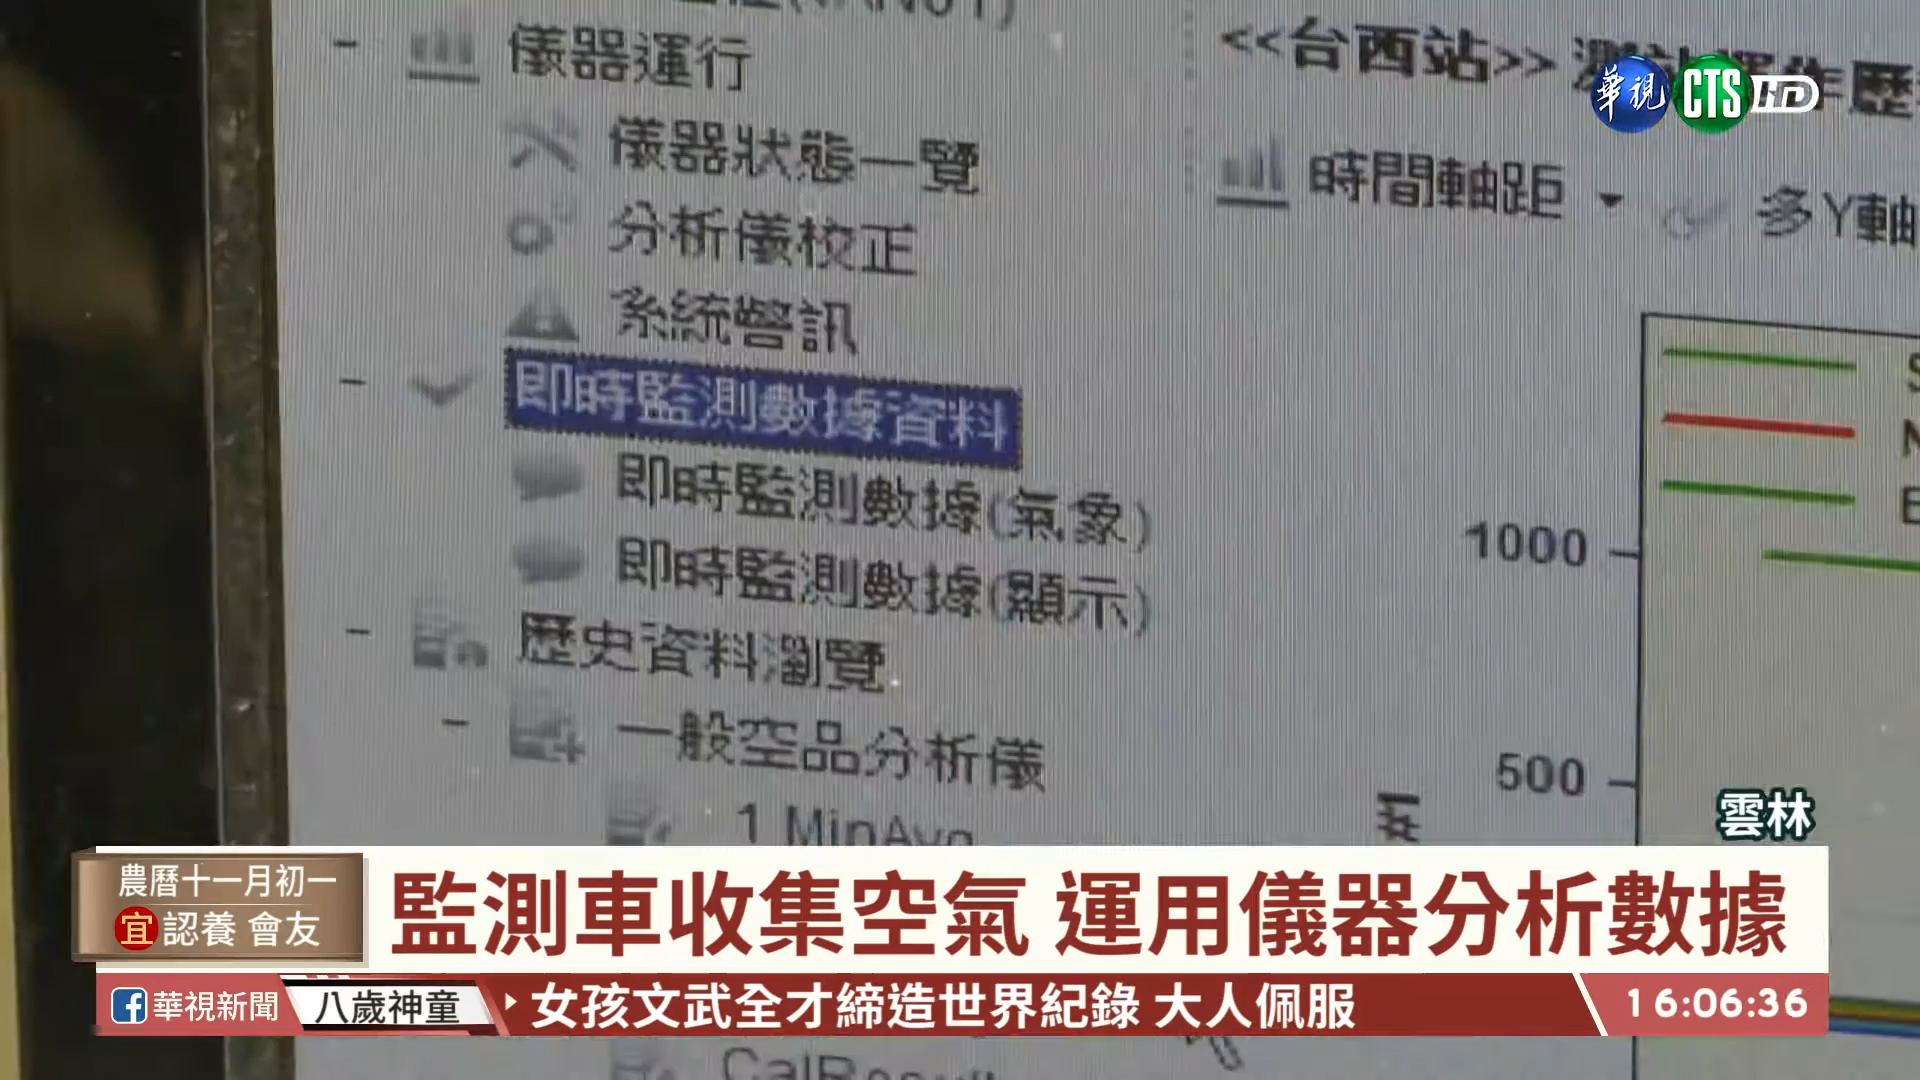 儀器運行
儀器狀態一覽
分析儀校正
系統警訊
即時監測數據資料
即時監測數據(氣象)
即時監測數據(顯示)
歷史資料瀏覽
一般空品分析儀
1 MinAvg
<<台西站>>
時間軸距
多Y軸
1000
500
華視 CTS HD
雲林
農曆十一月初一
宜 認養 會友
監測車收集空氣 運用儀器分析數據
華視新聞
八歲神童
女孩文武全才締造世界紀錄 大人佩服
16:06:36